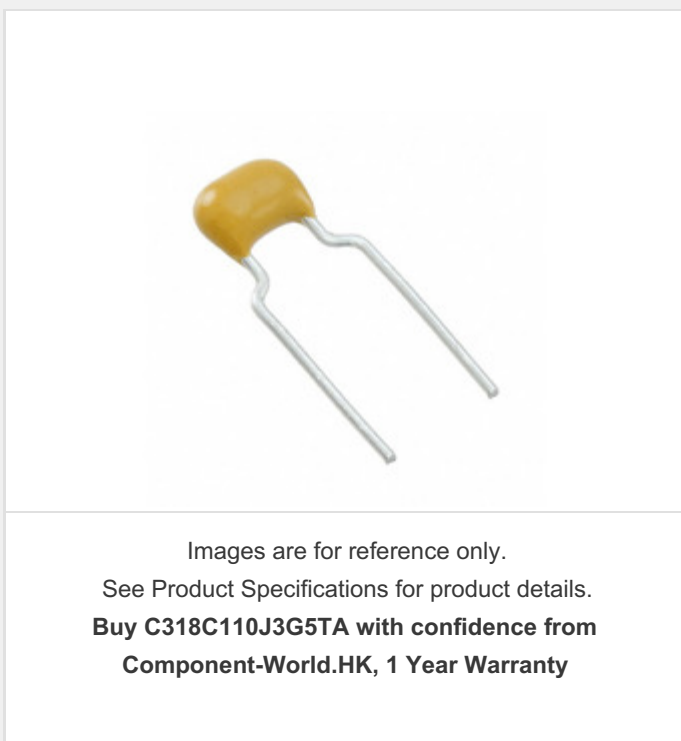 Images are for reference only.
See Product Specifications for product details.
Buy C318C110J3G5TA with confidence from
Component-World.HK, 1 Year Warranty